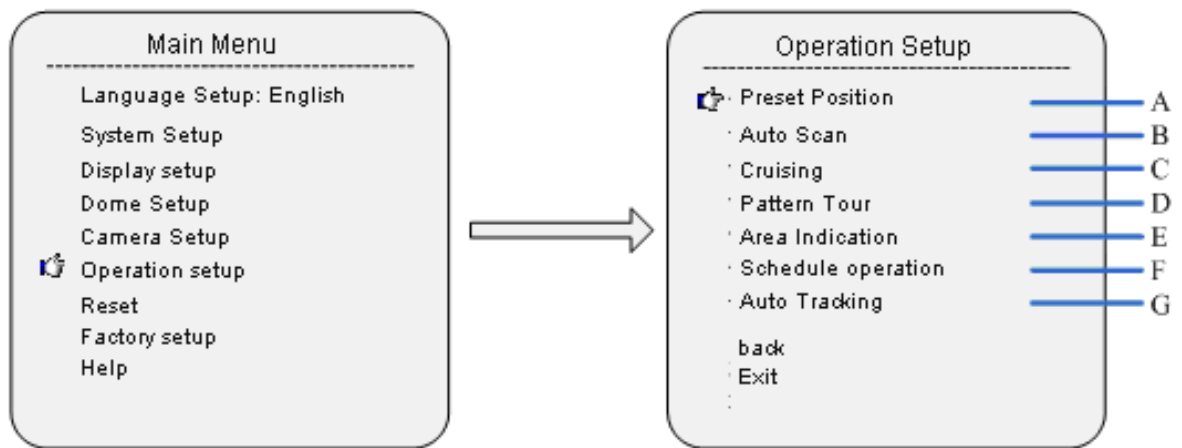 Main Menu
Language Setup: English
System Setup
Display setup
Dome Setup
Camera Setup
Operation setup
Reset
Factory setup
Help
Operation Setup
Preset Position
Auto Scan
Cruising
Pattern Tour
Area Indication
Schedule operation
Auto Tracking
back
Exit
A
B
C
D
E
F
G